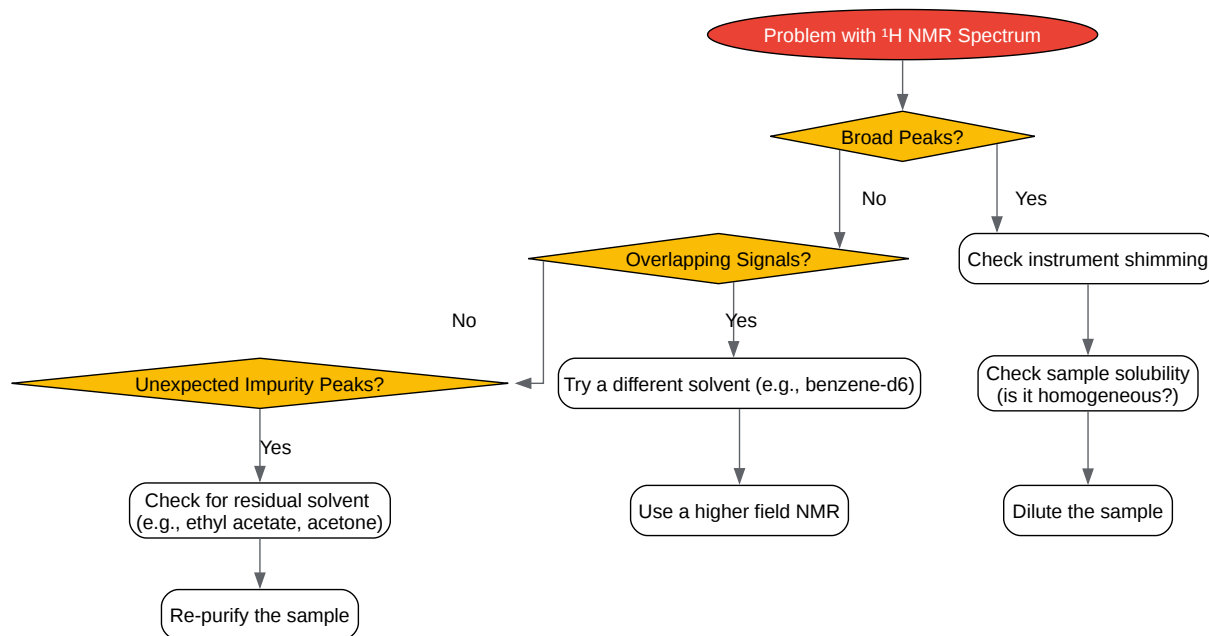 Problem with ¹H NMR Spectrum
Broad Peaks?
No
Yes
Overlapping Signals?
Check instrument shimming
No
Yes
Unexpected Impurity Peaks?
Try a different solvent (e.g., benzene-d6)
Check sample solubility
(is it homogeneous?)
Yes
Check for residual solvent
(e.g., ethyl acetate, acetone)
Use a higher field NMR
Dilute the sample
Re-purify the sample